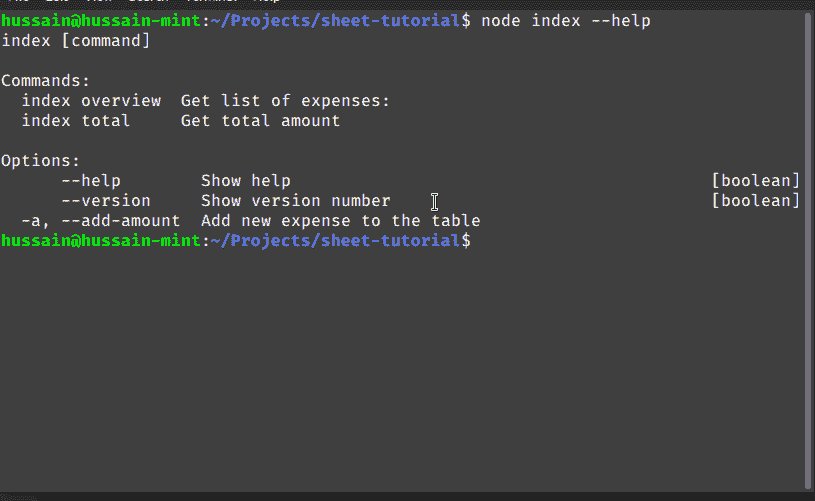 hussain@hussain-mint:~/Projects/sheet-tutorial$ node index --help
index [command]
Commands:
index overview  Get list of expenses:
index total     Get total amount
Options:
--help        Show help                                          [boolean]
--version     Show version number                                [boolean]
-a, --add-amount  Add new expense to the table
hussain@hussain-mint:~/Projects/sheet-tutorial$